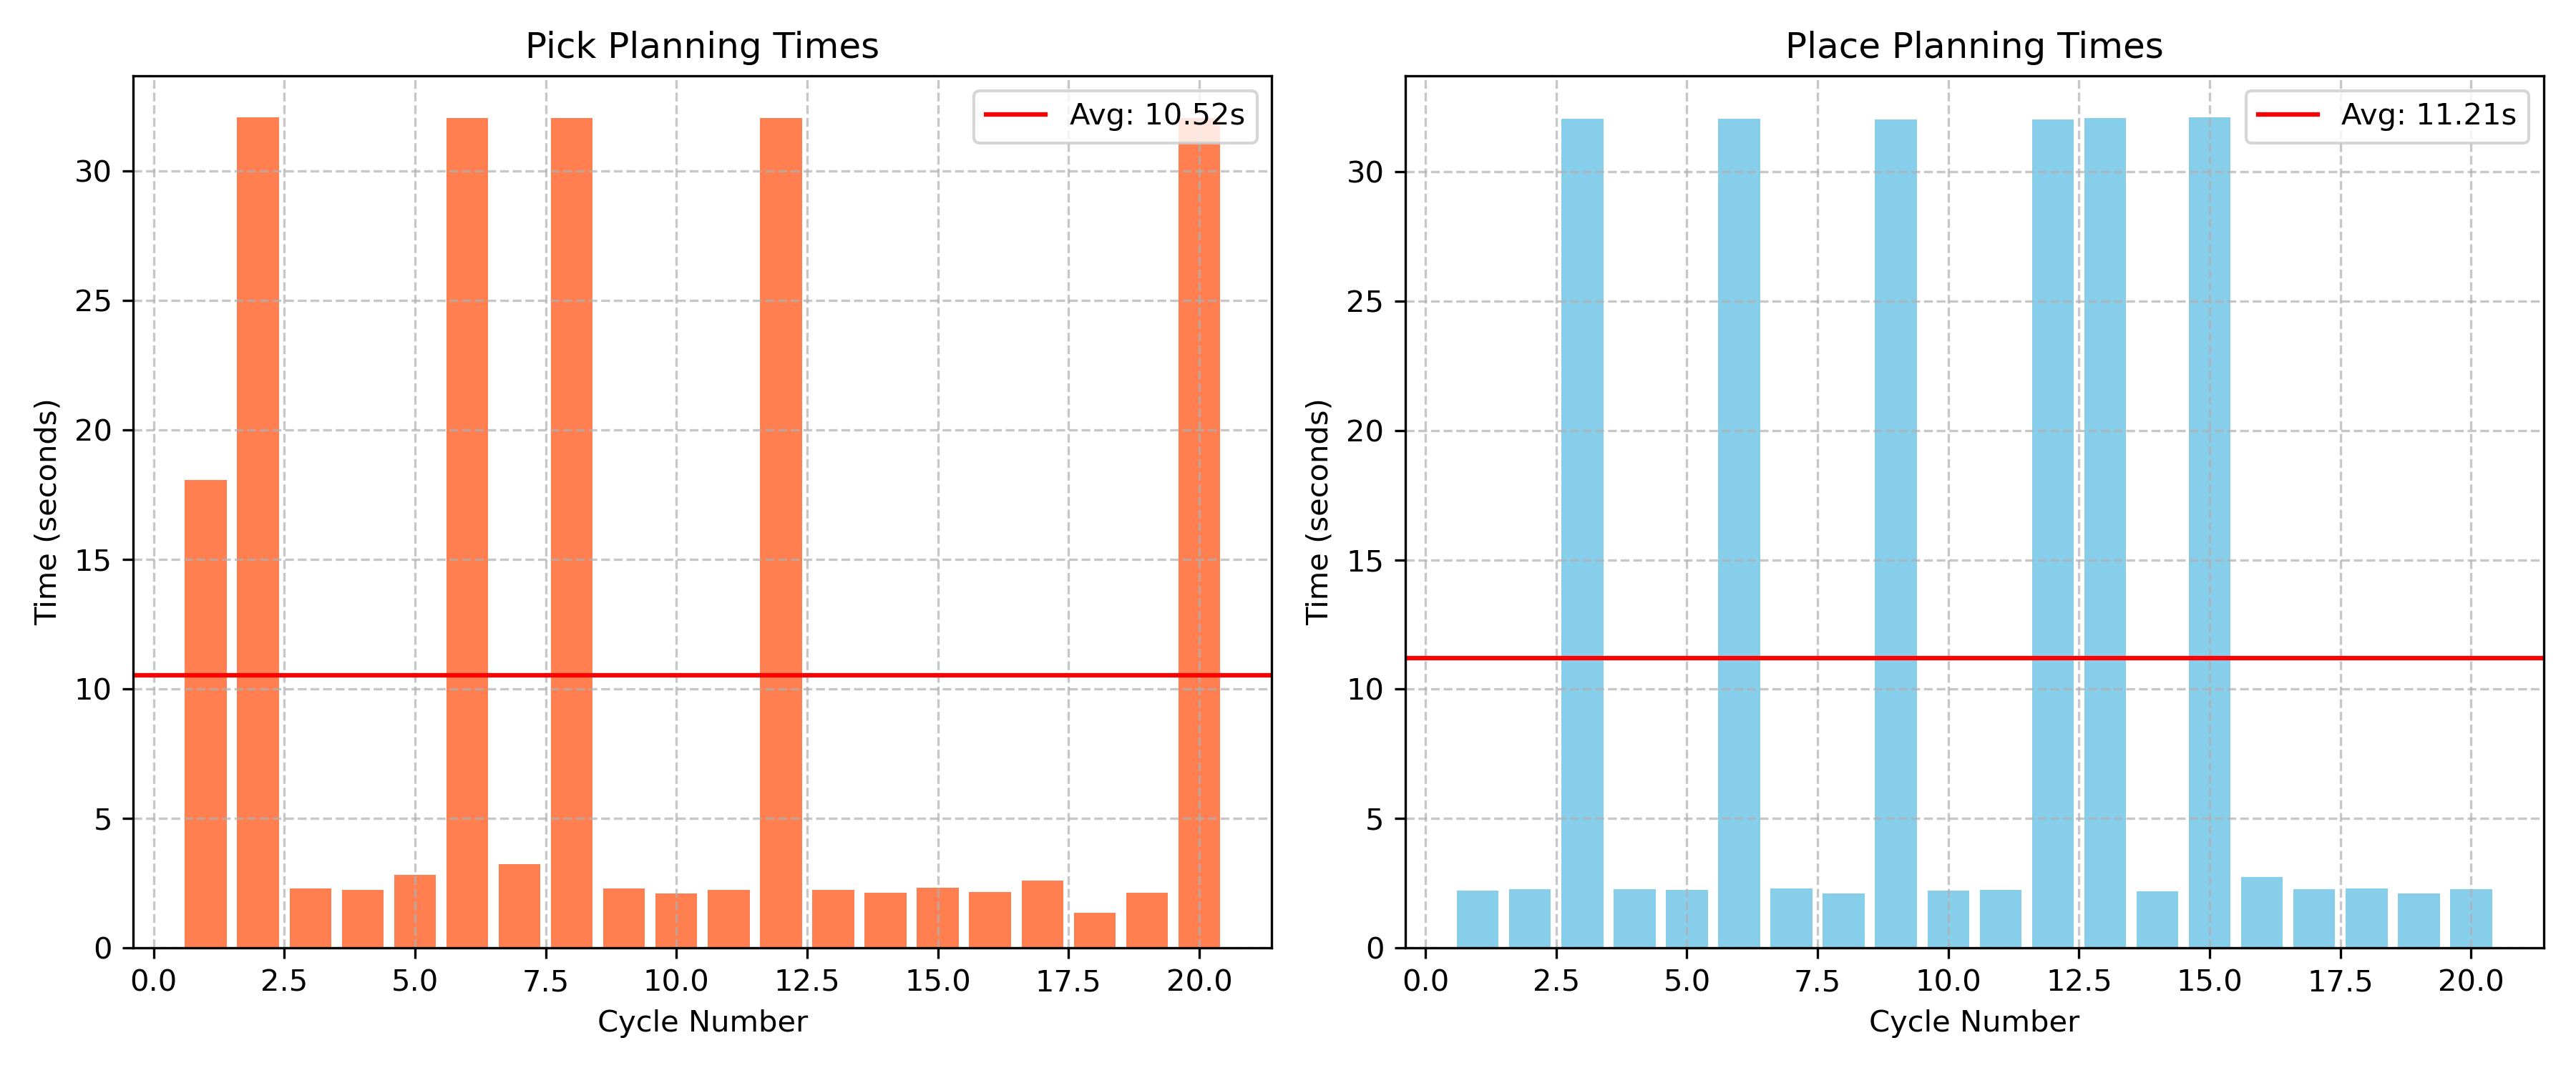 Pick Planning Times
Avg: 10.52s
Time (seconds)
30
25
20
15
10
5
0
0.0 2.5 5.0 7.5 10.0 12.5 15.0 17.5 20.0
Cycle Number
Place Planning Times
Avg: 11.21s
Time (seconds)
30
25
20
15
10
5
0
0.0 2.5 5.0 7.5 10.0 12.5 15.0 17.5 20.0
Cycle Number